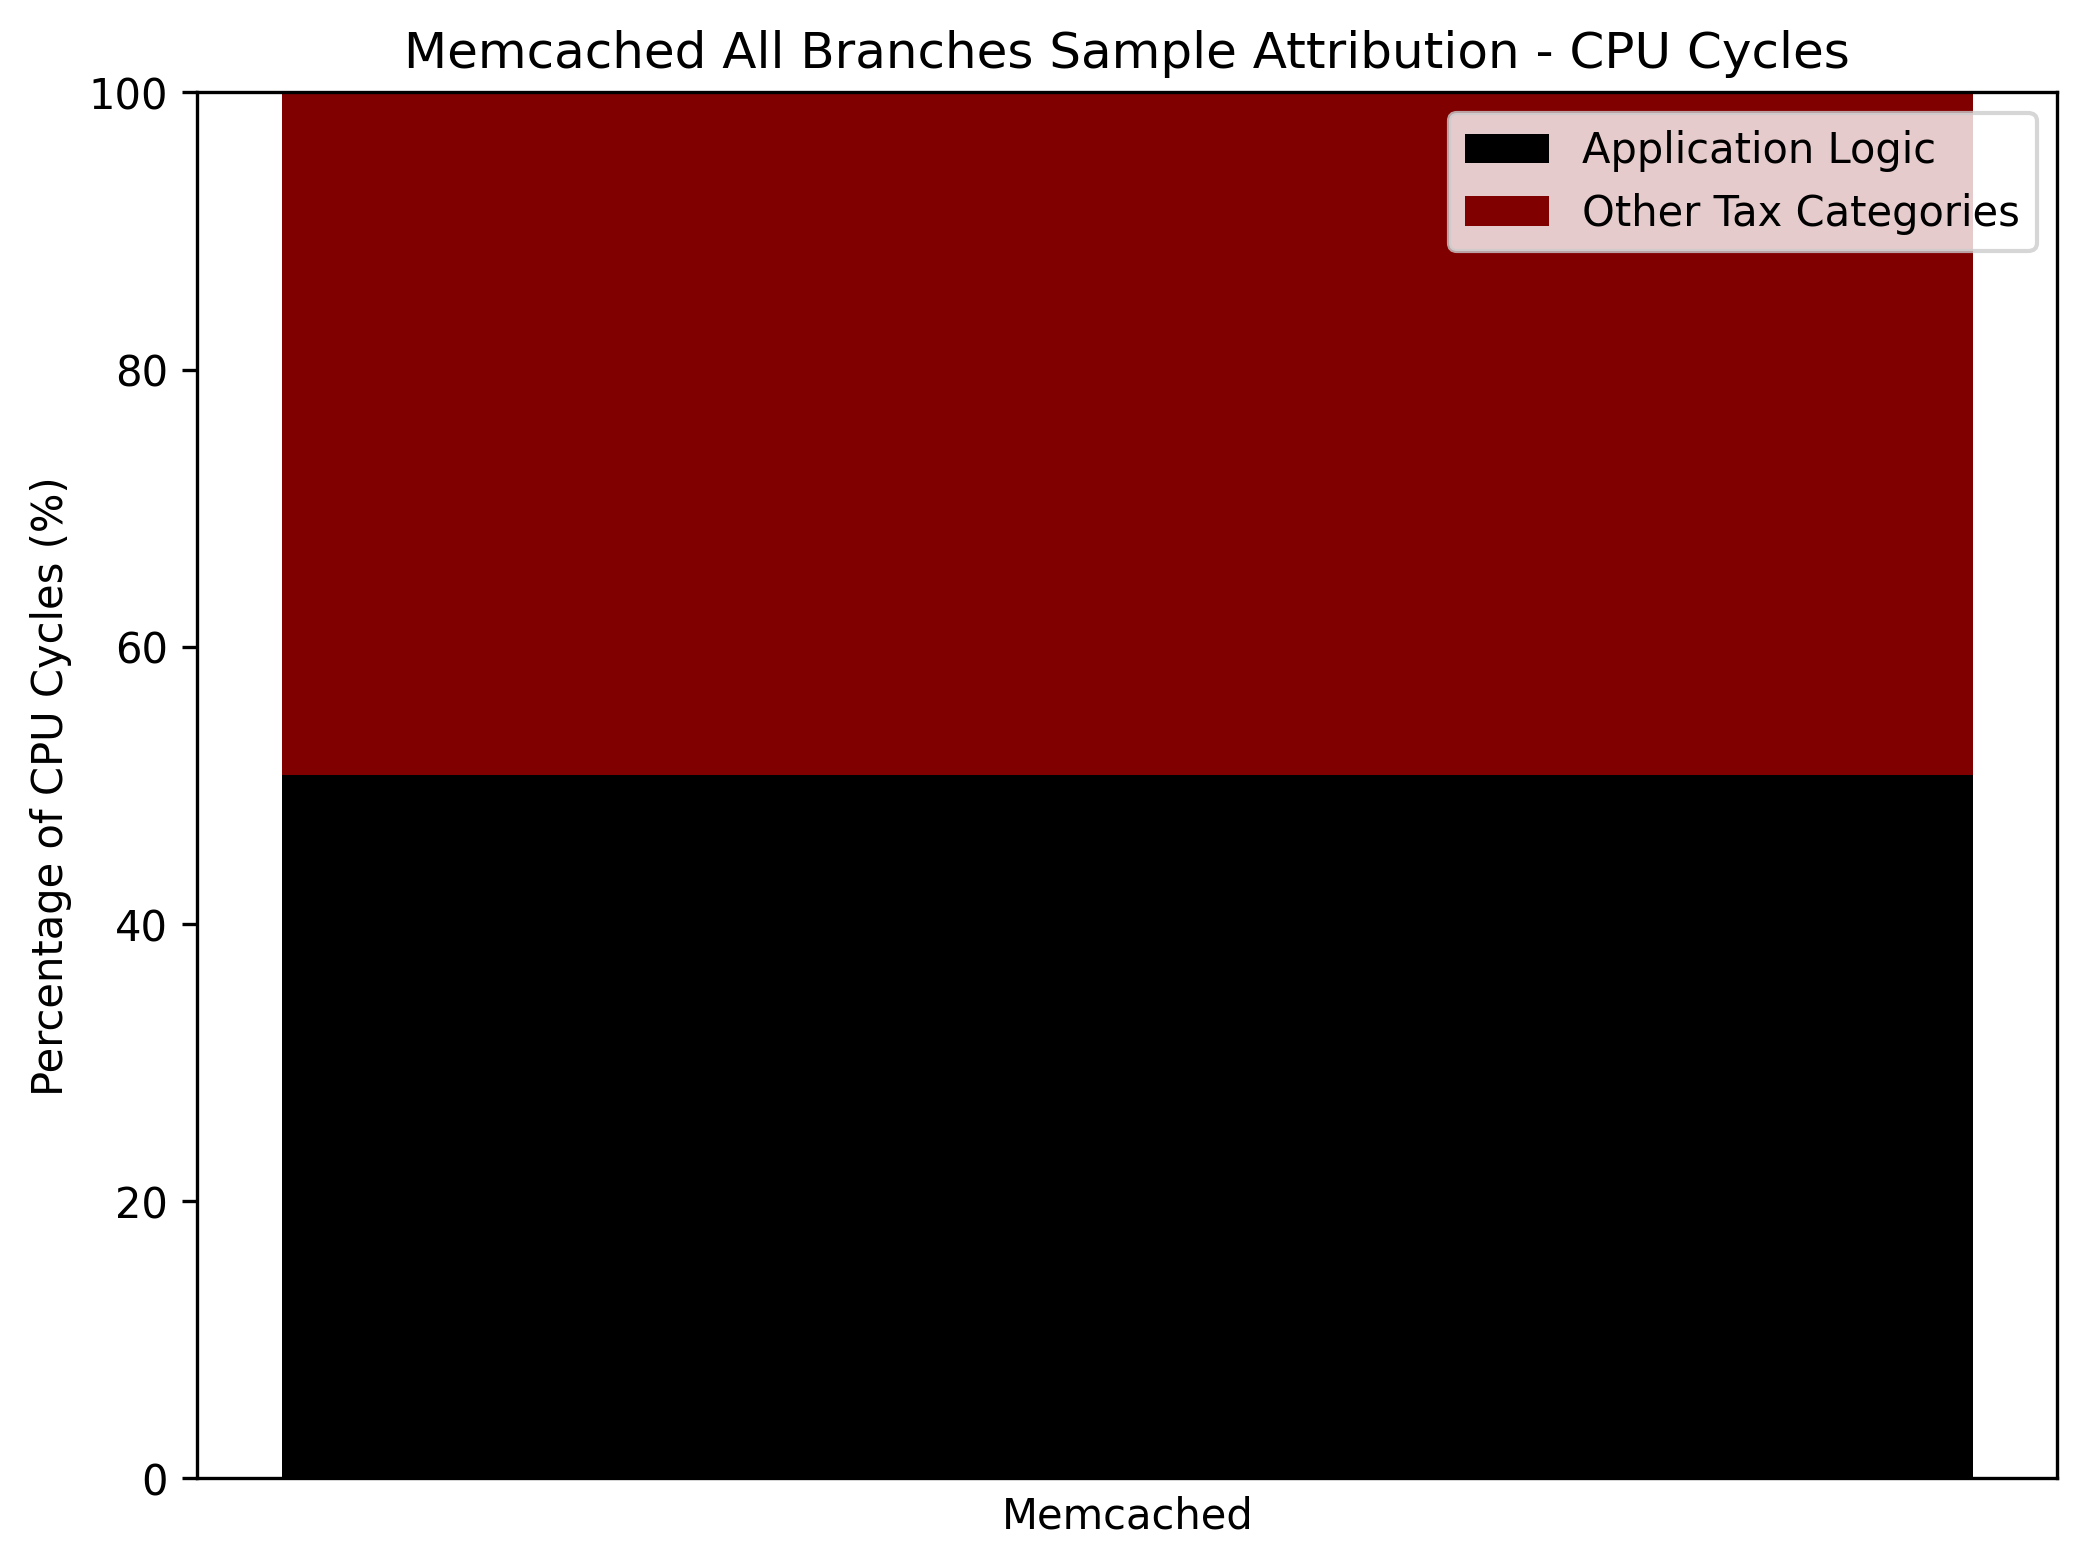 Memcached All Branches Sample Attribution - CPU Cycles
100
80
60
40
20
0
Percentage of CPU Cycles (%)
Application Logic
Other Tax Categories
Memcached